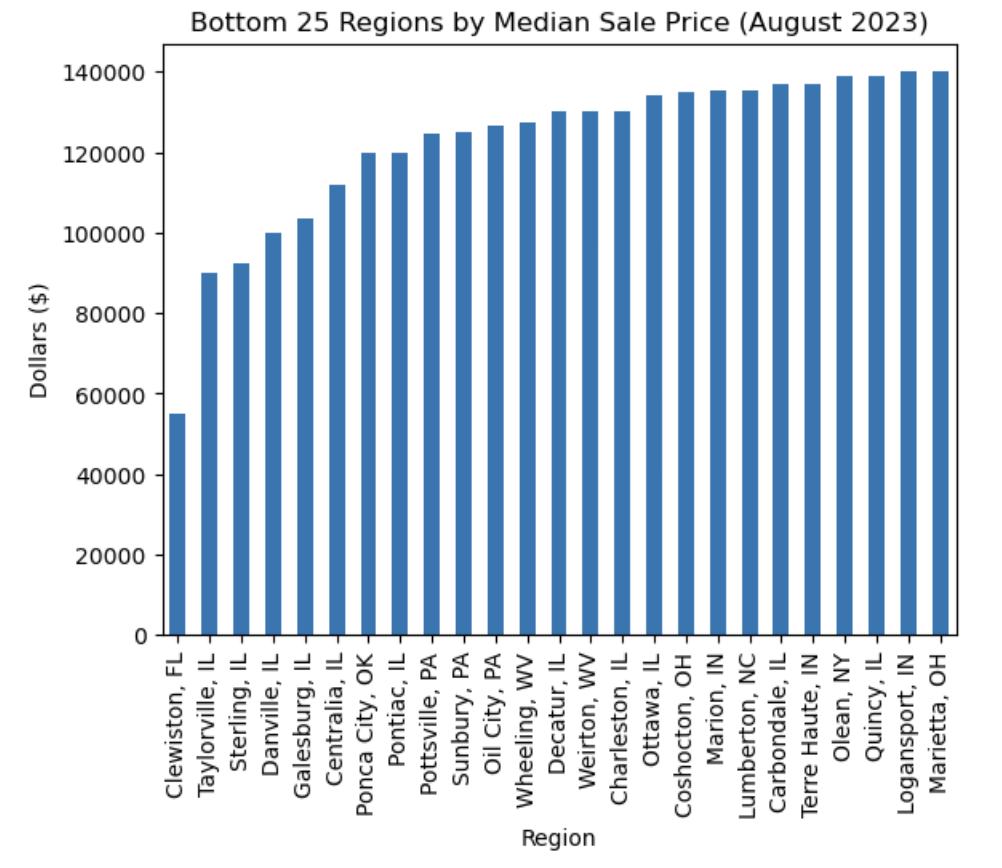 Bottom 25 Regions by Median Sale Price (August 2023)
Dollars ($)
140000
120000
100000
80000
60000
40000
20000
0
Clewiston, FL
Taylorville, IL
Sterling, IL
Danville, IL
Galesburg, IL
Centralia, IL
Ponca City, OK
Pontiac, IL
Pottsville, PA
Sunbury, PA
Oil City, PA
Wheeling, WV
Decatur, IL
Weirton, WV
Charleston, IL
Ottawa, IL
Coshocton, OH
Marion, IN
Lumberton, NC
Carbondale, IL
Terre Haute, IN
Olean, NY
Quincy, IL
Logansport, IN
Marietta, OH
Region